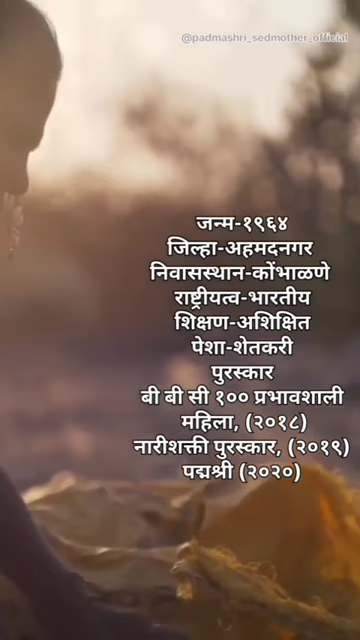 @padmashri_sedmother_official
जन्म-१९६४
जिल्हा-अहमदनगर
निवासस्थान-कोंभाळणे
राष्ट्रीयत्व-भारतीय
शिक्षण-अशिक्षित
पेशा-शेतकरी
पुरस्कार
बी बी सी १०० प्रभावशाली
महिला, (२०१८)
नारीशक्ती पुरस्कार, (२०१९)
पद्मश्री (२०२०)